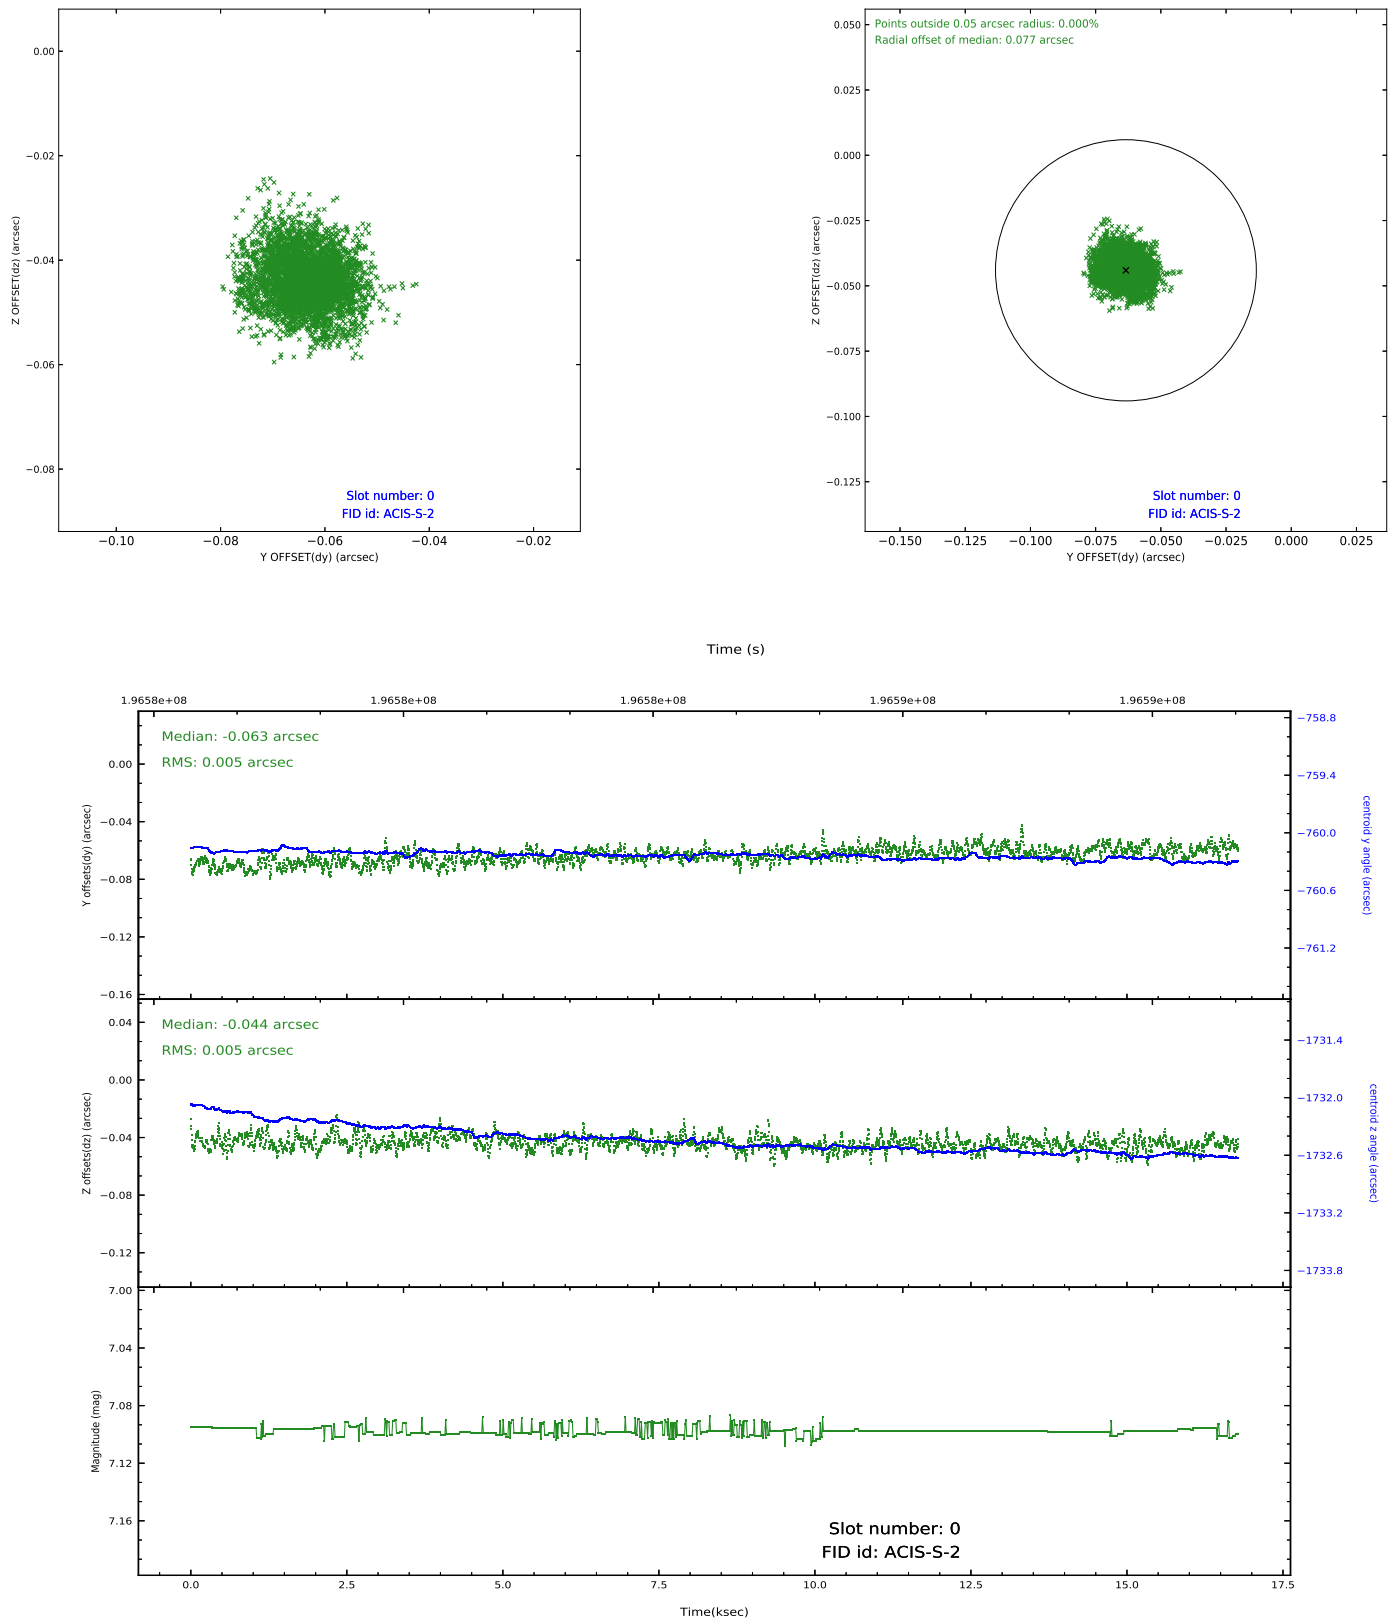 0.00
−0.02
−0.04
−0.06
−0.08
Z OFFSET(dz) (arcsec)
Slot number: 0
FID id: ACIS-S-2
−0.10
−0.08
−0.06
−0.04
−0.02
Y OFFSET(dy) (arcsec)
Points outside 0.05 arcsec radius: 0.000%
Radial offset of median: 0.077 arcsec
0.050
0.025
0.000
−0.025
−0.050
−0.075
−0.100
−0.125
Z OFFSET(dz) (arcsec)
Slot number: 0
FID id: ACIS-S-2
−0.150
−0.125
−0.100
−0.075
−0.050
−0.025
0.000
0.025
Y OFFSET(dy) (arcsec)
Time (s)
1.9658e+08
1.9658e+08
1.9658e+08
1.9659e+08
1.9659e+08
Median: -0.063 arcsec
RMS: 0.005 arcsec
0.00
−0.04
−0.08
−0.12
−0.16
Y offsets(dy) (arcsec)
−758.8
−759.4
−760.0
−760.6
−761.2
centroid y angle (arcsec)
Median: -0.044 arcsec
RMS: 0.005 arcsec
0.04
0.00
−0.04
−0.08
−0.12
Z offsets(dz) (arcsec)
−1731.4
−1732.0
−1732.6
−1733.2
−1733.8
centroid z angle (arcsec)
7.00
7.04
7.08
7.12
7.16
Magnitude (mag)
Slot number: 0
FID id: ACIS-S-2
0.0
2.5
5.0
7.5
10.0
12.5
15.0
17.5
Time(ksec)